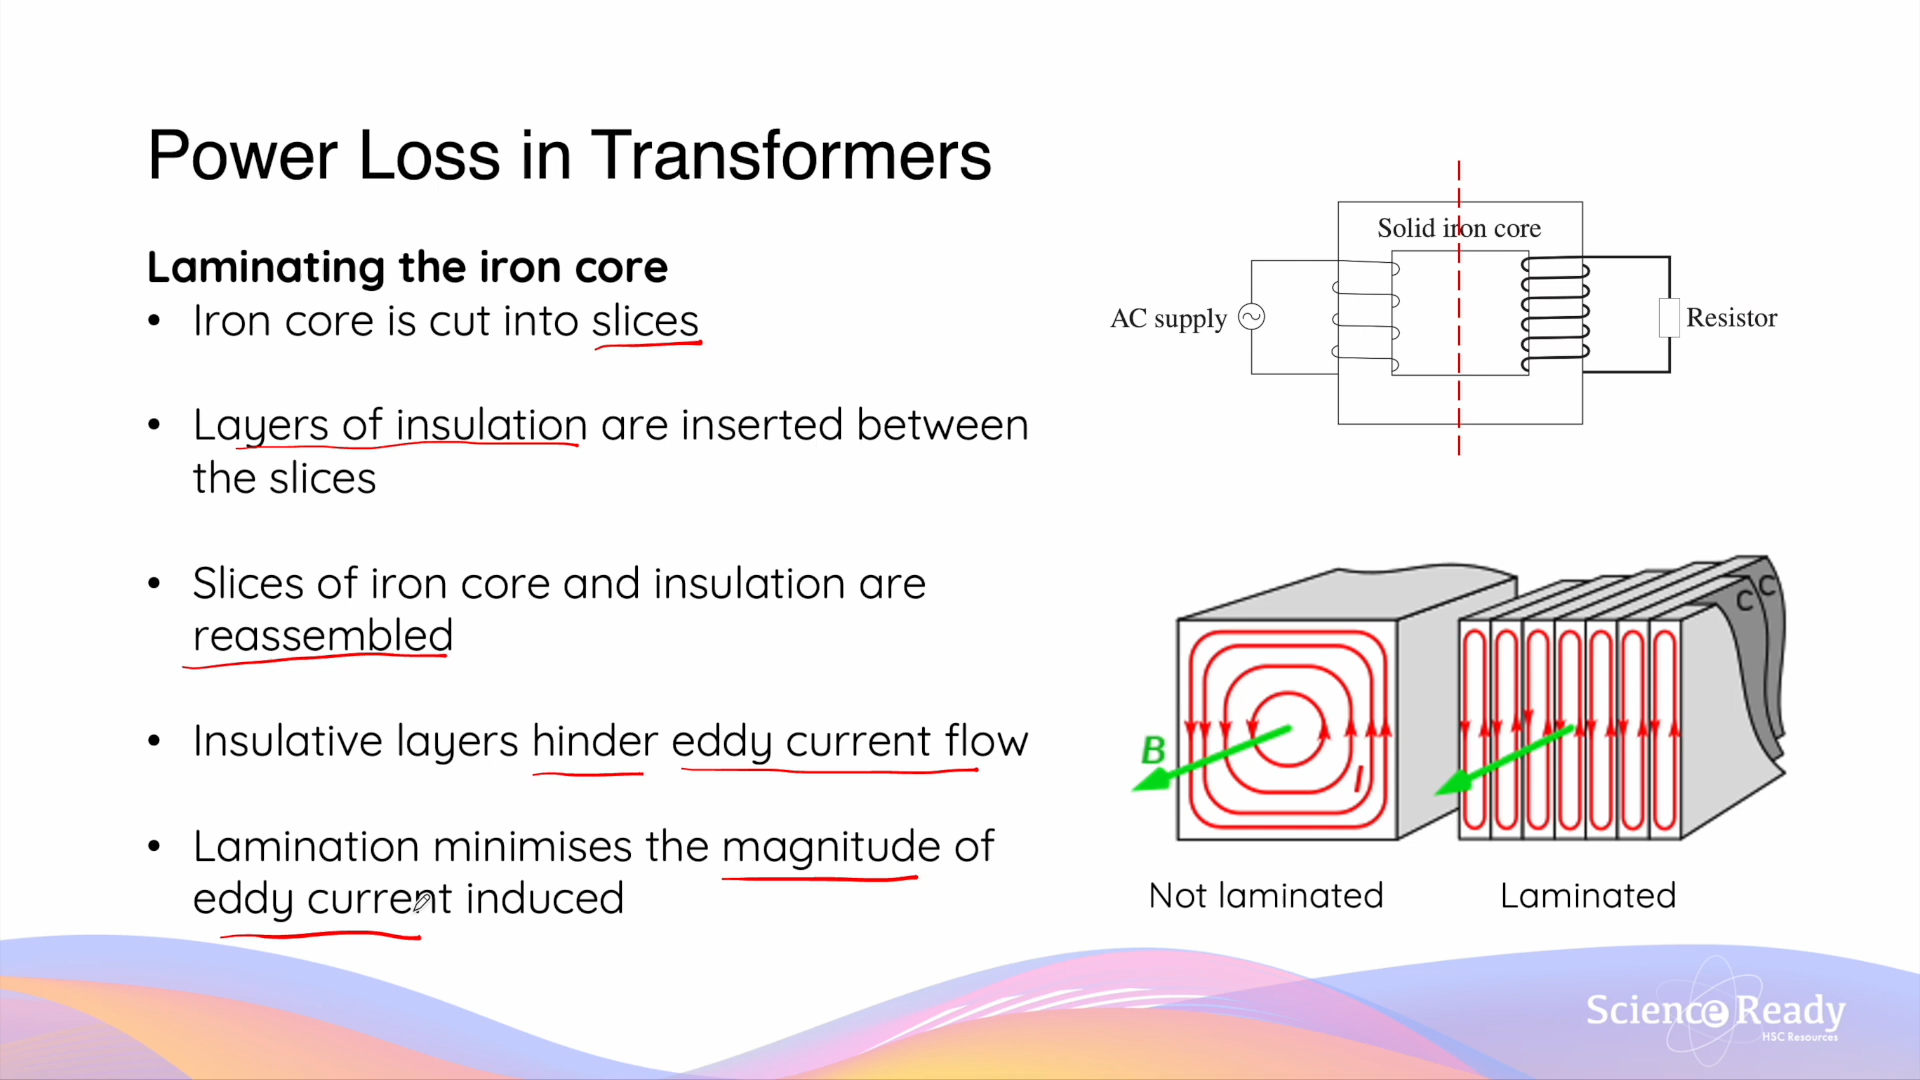 Power Loss in Transformers
Laminating the iron core
• Iron core is cut into slices
• Layers of insulation are inserted between
the slices
• Slices of iron core and insulation are
reassembled
• Insulative layers hinder eddy current flow
• Lamination minimises the magnitude of
eddy current induced
Solid iron core
AC supply
Resistor
B
I
C C
Not laminated
Laminated
Science Ready
HSC Resources